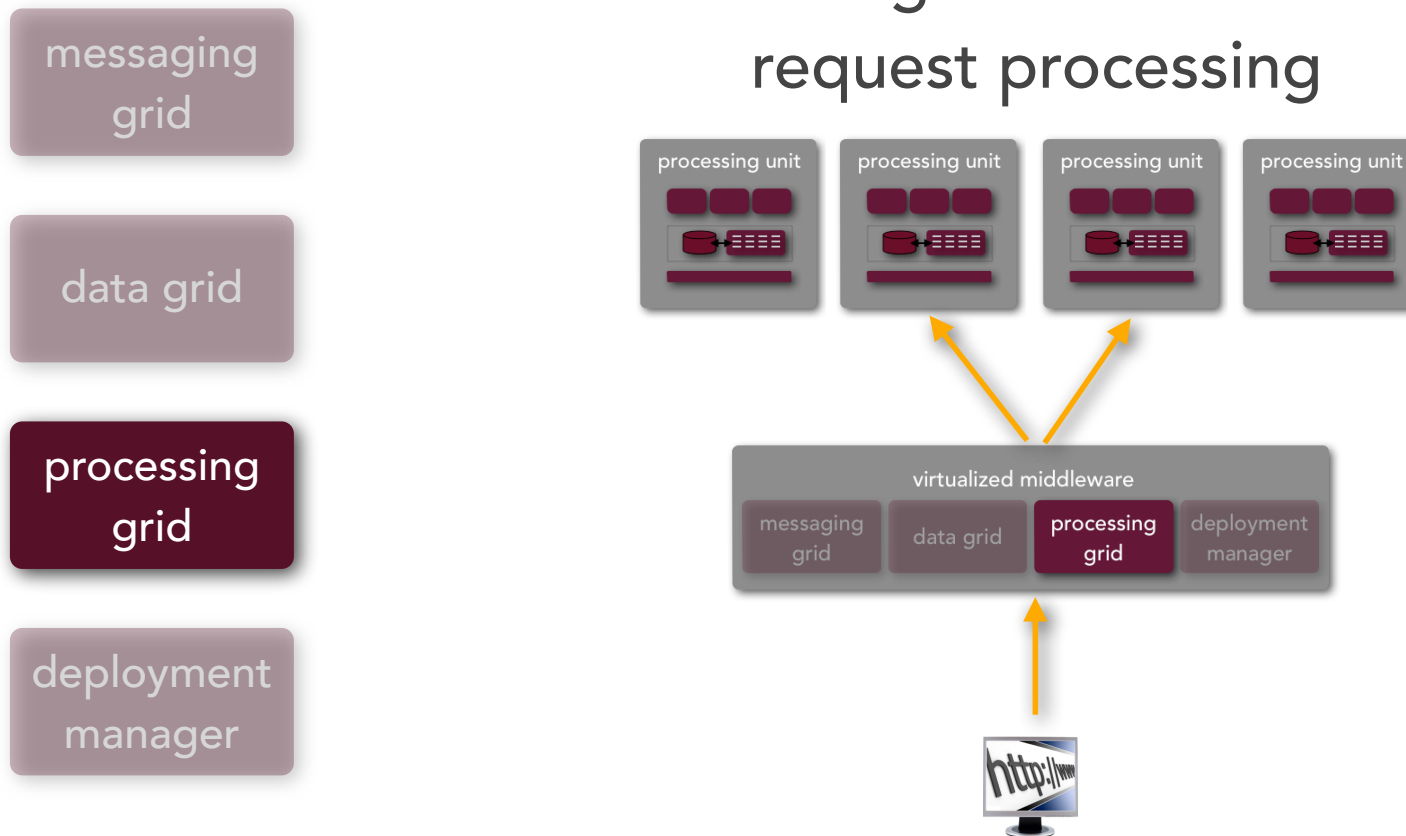 messaging
grid
data grid
processing
grid
deployment
manager
request processing
processing unit
processing unit
processing unit
processing unit
virtualized middleware
messaging
grid
data grid
processing
grid
deployment
manager
http://www